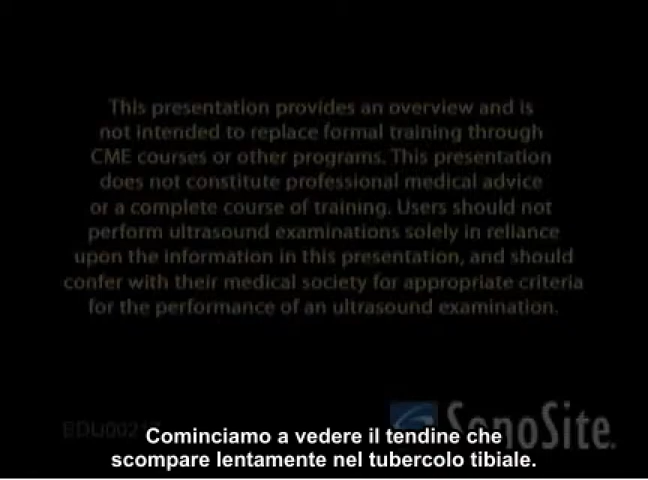 This presentation provides an overview and is
not intended to replace formal training through
CME courses or other programs. This presentation
does not constitute professional medical advice
or a complete course of training. Users should not
perform ultrasound examinations solely in reliance
upon the information in this presentation, and should
confer with their medical society for appropriate criteria
for the performance of an ultrasound examination.
SonoSite.
Cominciamo a vedere il tendine che
scompare lentamente nel tubercolo tibiale.